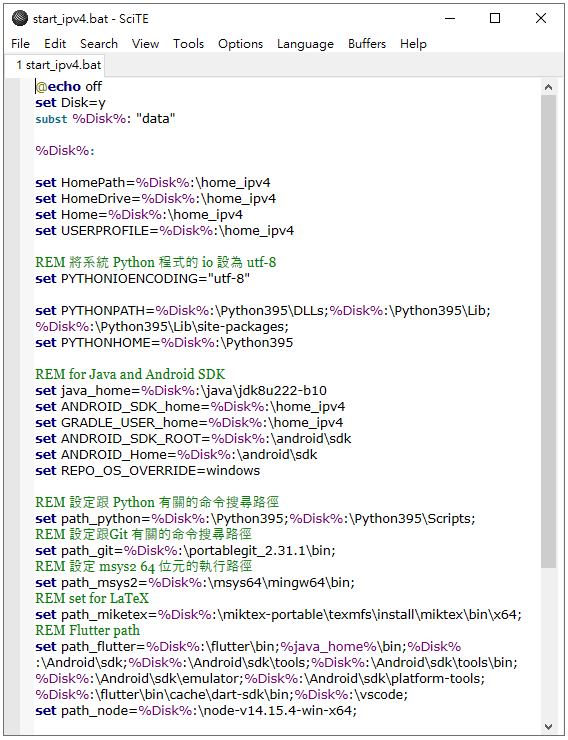 start_ipv4.bat - SciTE
File Edit Search View Tools Options Language Buffers Help
1 start_ipv4.bat
@echo off
set Disk=y
subst %Disk%: "data"
%Disk%:
set HomePath=%Disk%:\home_ipv4
set HomeDrive=%Disk%:\home_ipv4
set Home=%Disk%:\home_ipv4
set USERPROFILE=%Disk%:\home_ipv4
REM 將系統 Python 程式的 io 設為 utf-8
set PYTHONIOENCODING="utf-8"
set PYTHONPATH=%Disk%:\Python395\DLLs;%Disk%:\Python395\Lib;
%Disk%:\Python395\Lib\site-packages;
set PYTHONHOME=%Disk%:\Python395
REM for Java and Android SDK
set java_home=%Disk%:\java\jdk8u222-b10
set ANDROID_SDK_home=%Disk%:\home_ipv4
set GRADLE_USER_home=%Disk%:\home_ipv4
set ANDROID_SDK_ROOT=%Disk%:\android\sdk
set ANDROID_Home=%Disk%:\android\sdk
set REPO_OS_OVERRIDE=windows
REM 設定跟 Python 有關的命令搜尋路徑
set path_python=%Disk%:\Python395;%Disk%:\Python395\Scripts;
REM 設定跟Git 有關的命令搜尋路徑
set path_git=%Disk%:\portablegit_2.31.1\bin;
REM 設定 msys2 64 位元的執行路徑
set path_msys2=%Disk%:\msys64\mingw64\bin;
REM set for LaTeX
set path_miketex=%Disk%:\miktex-portable\texmfs\install\miktex\bin\x64;
REM Flutter path
set path_flutter=%Disk%:\flutter\bin;%java_home%\bin;%Disk%
:\Android\sdk;%Disk%:\Android\sdk\tools;%Disk%:\Android\sdk\tools\bin;
%Disk%:\Android\sdk\emulator;%Disk%:\Android\sdk\platform-tools;
%Disk%:\flutter\bin\cache\dart-sdk\bin;%Disk%:\vscode;
set path_node=%Disk%:\node-v14.15.4-win-x64;